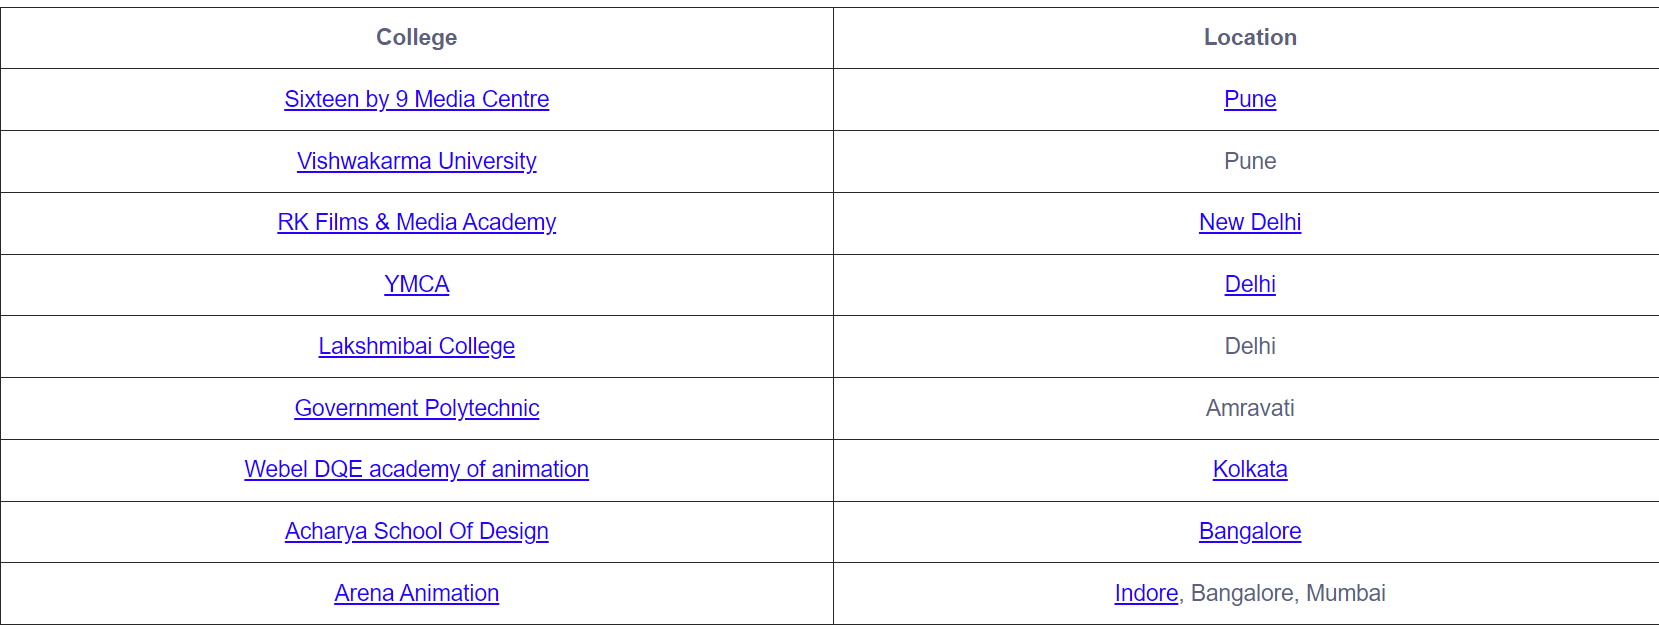 College Location
Sixteen by 9 Media Centre Pune
Vishwakarma University Pune
RK Films & Media Academy New Delhi
YMCA Delhi
Lakshmibai College Delhi
Government Polytechnic Amravati
Webel DQE academy of animation Kolkata
Acharya School Of Design Bangalore
Arena Animation Indore, Bangalore, Mumbai